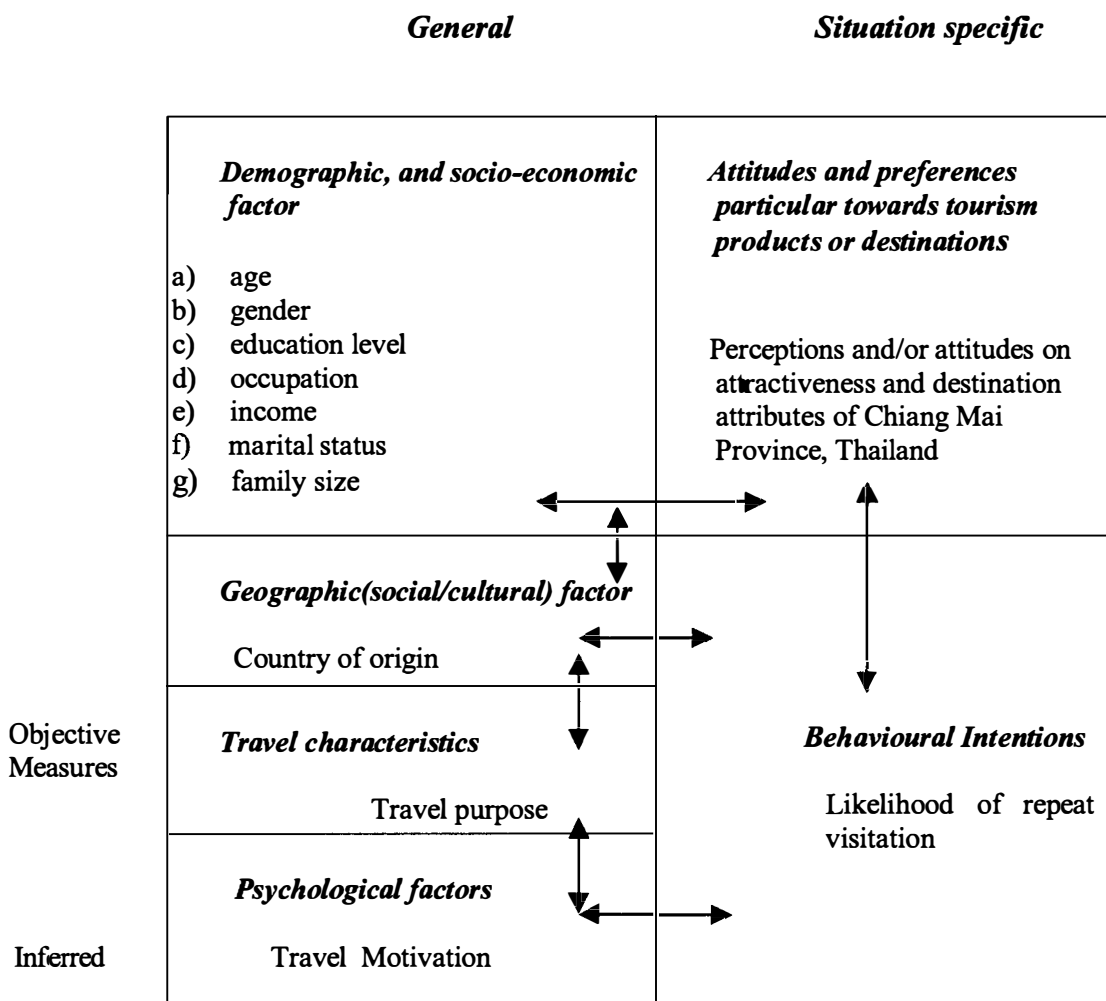 General
Situation specific
Demographic, and socio-economic
factor
a) age
b) gender
c) education level
d) occupation
e) income
f) marital status
g) family size
Attitudes and preferences
particular towards tourism
products or destinations
Perceptions and/or attitudes on
attractiveness and destination
attributes of Chiang Mai
Province, Thailand
Geographic(social/cultural) factor
Country of origin
Objective
Measures
Travel characteristics
Travel purpose
Behavioural Intentions
Likelihood of repeat
visitation
Psychological factors
Inferred
Travel Motivation